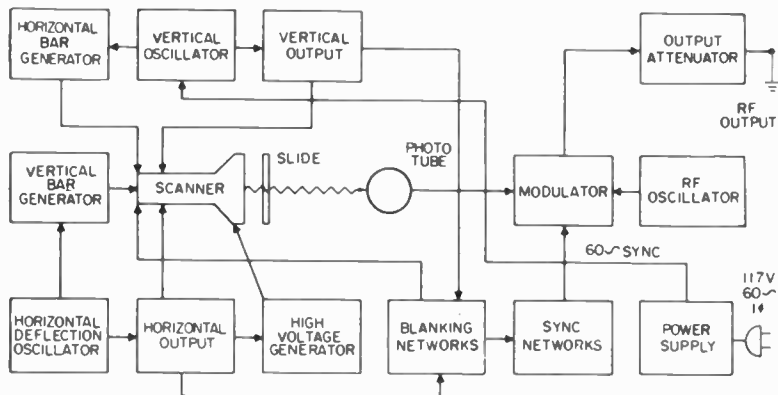 HORIZONTAL
BAR
GENERATOR
VERTICAL
OSCILLATOR
VERTICAL
OUTPUT
OUTPUT
ATTENUATOR
RF
OUTPUT
VERTICAL
BAR
GENERATOR
SCANNER
SLIDE
PHOTO
TUBE
MODULATOR
RF
OSCILLATOR
60~SYNC
117V
60~
1ϕ
HORIZONTAL
DEFLECTION
OSCILLATOR
HORIZONTAL
OUTPUT
HIGH
VOLTAGE
GENERATOR
BLANKING
NETWORKS
SYNC
NETWORKS
POWER
SUPPLY